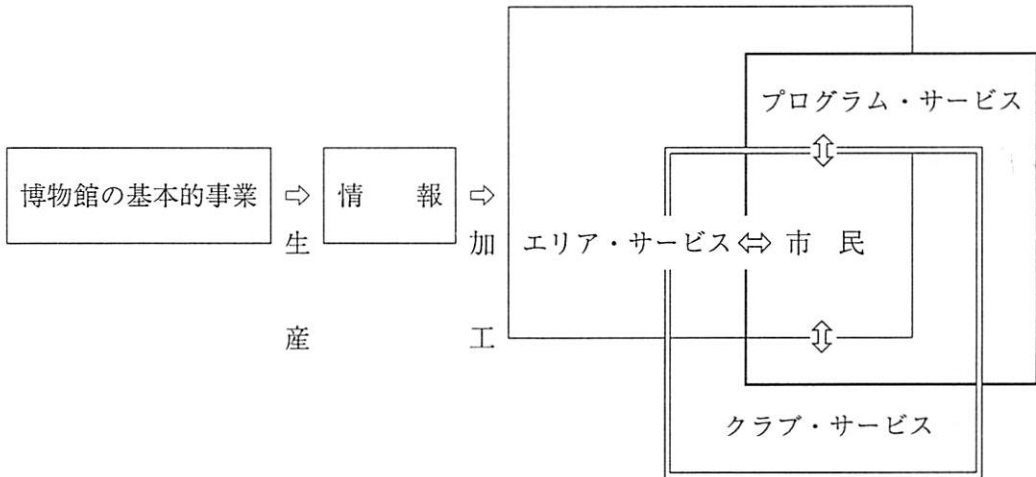 プログラム・サービス
博物館の基本的事業 ⇨ 情　報 ⇨
生産
加工
エリア・サービス ⇔ 市　民
クラブ・サービス